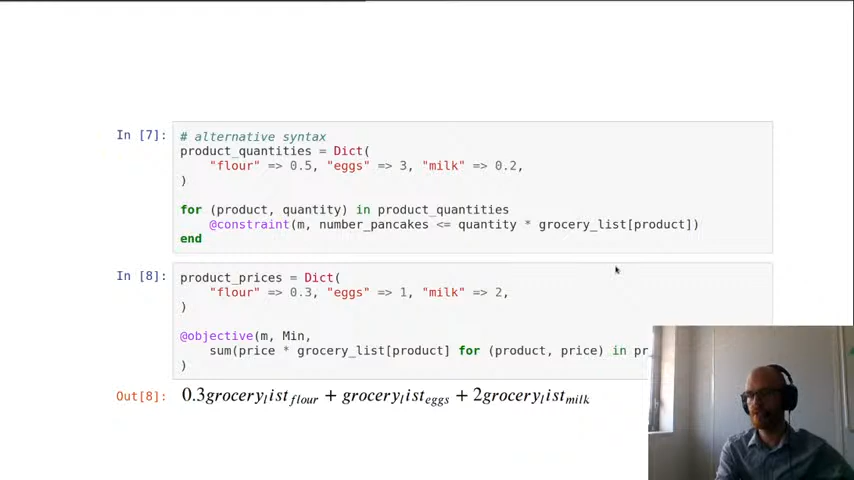 In [7]:
# alternative syntax
product_quantities = Dict(
"flour" => 0.5, "eggs" => 3, "milk" => 0.2,
)
for (product, quantity) in product_quantities
@constraint(m, number_pancakes <= quantity * grocery_list[product])
end
In [8]:
product_prices = Dict(
"flour" => 0.3, "eggs" => 1, "milk" => 2,
)
@objective(m, Min,
sum(price * grocery_list[product] for (product, price) in pr
)
Out[8]:
0.3grocery_list_flour + grocery_list_eggs + 2grocery_list_milk